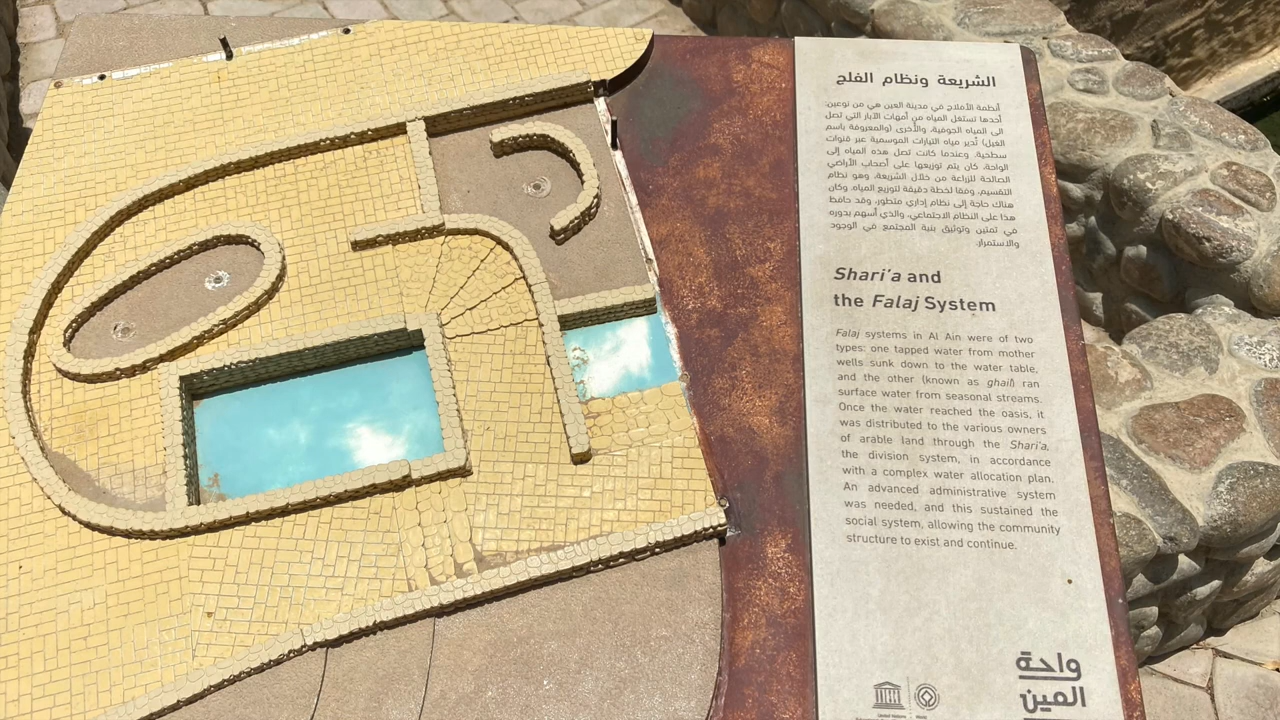 الشريعة ونظام الفلج
أنظمة الأفلاج في مدينة العين هي من نوعين:
أحدها تستغل المياه من أمهات الآبار التي تصل
الى المياه الجوفية، والأخرى (والمعروفة باسم
الغيل) تُدير مياه التيارات الموسمية عبر قنوات
سطحية. وعندما كانت تصل هذه المياه إلى
الواحة، كان يتم توزيعها على أصحاب الأراضي
الصالحة للزراعة من خلال الشريعة، وهو نظام
التقسيم، وفقا لخطة دقيقة لتوزيع المياه. وكان
هناك حاجة إلى نظام إداري متطور، وقد حافظ
هذا على النظام الاجتماعي، والذي أسهم بدوره
في تمتين وتوثيق بنية المجتمع في الوجود
والاستمرار.
Shari'a and
the Falaj System
Falaj systems in Al Ain were of two
types: one tapped water from mother
wells sunk down to the water table,
and the other (known as ghail) ran
surface water from seasonal streams.
Once the water reached the oasis, it
was distributed to the various owners
of arable land through the Shari'a,
the division system, in accordance
with a complex water allocation plan.
An advanced administrative system
was needed, and this sustained the
social system, allowing the community
structure to exist and continue.
واحة
العين
United Nations
World